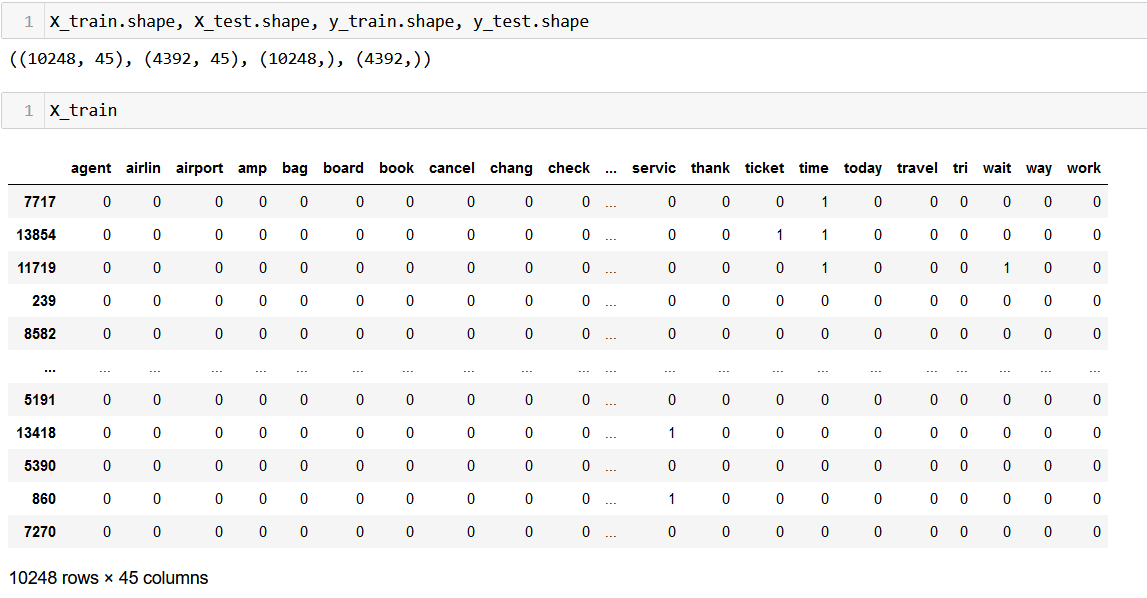 1 X_train.shape, X_test.shape, y_train.shape, y_test.shape
((10248, 45), (4392, 45), (10248,), (4392,))
1 X_train
agent airlin airport amp bag board book cancel chang check ... servic thank ticket time today travel tri wait way work
7717 0 0 0 0 0 0 0 0 0 0 ... 0 0 0 1 0 0 0 0 0 0
13854 0 0 0 0 0 0 0 0 0 0 ... 0 0 1 1 0 0 0 0 0 0
11719 0 0 0 0 0 0 0 0 0 0 ... 0 0 0 1 0 0 0 1 0 0
239 0 0 0 0 0 0 0 0 0 0 ... 0 0 0 0 0 0 0 0 0 0
8582 0 0 0 0 0 0 0 0 0 0 ... 0 0 0 0 0 0 0 0 0 0
... ... ... ... ... ... ... ... ... ... ... ... ... ... ... ... ... ... ... ... ... ...
5191 0 0 0 0 0 0 0 0 0 0 ... 0 0 0 0 0 0 0 0 0 0
13418 0 0 0 0 0 0 0 0 0 0 ... 1 0 0 0 0 0 0 0 0 0
5390 0 0 0 0 0 0 0 0 0 0 ... 0 0 0 0 0 0 0 0 0 0
860 0 0 0 0 0 0 0 0 0 0 ... 1 0 0 0 0 0 0 0 0 0
7270 0 0 0 0 0 0 0 0 0 0 ... 0 0 0 0 0 0 0 0 0 0
10248 rows × 45 columns